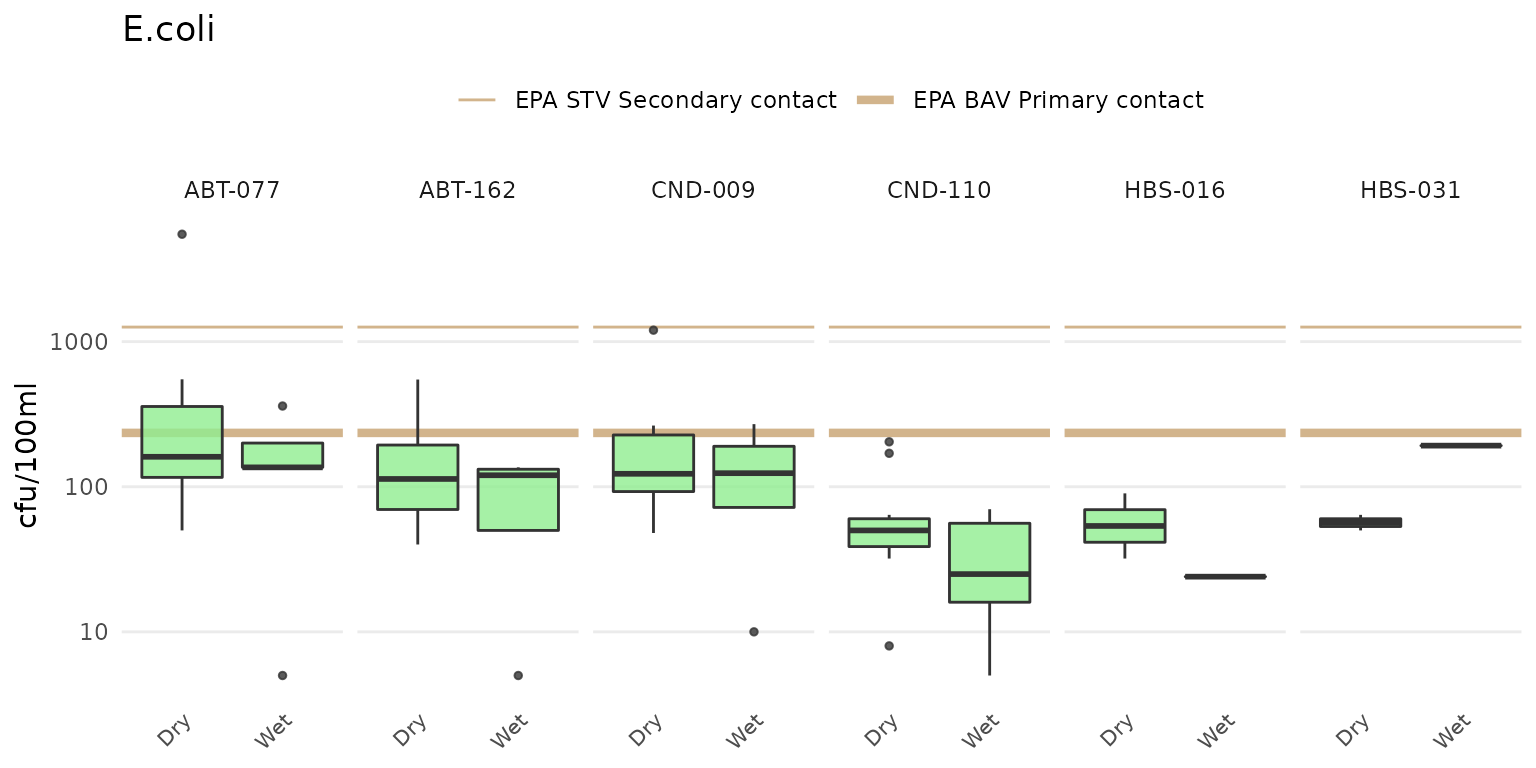 E.coli
EPA STV Secondary contact EPA BAV Primary contact
ABT-077 ABT-162 CND-009 CND-110 HBS-016 HBS-031
cfu/100ml
1000
100
10
Dry Wet Dry Wet Dry Wet Dry Wet Dry Wet Dry Wet